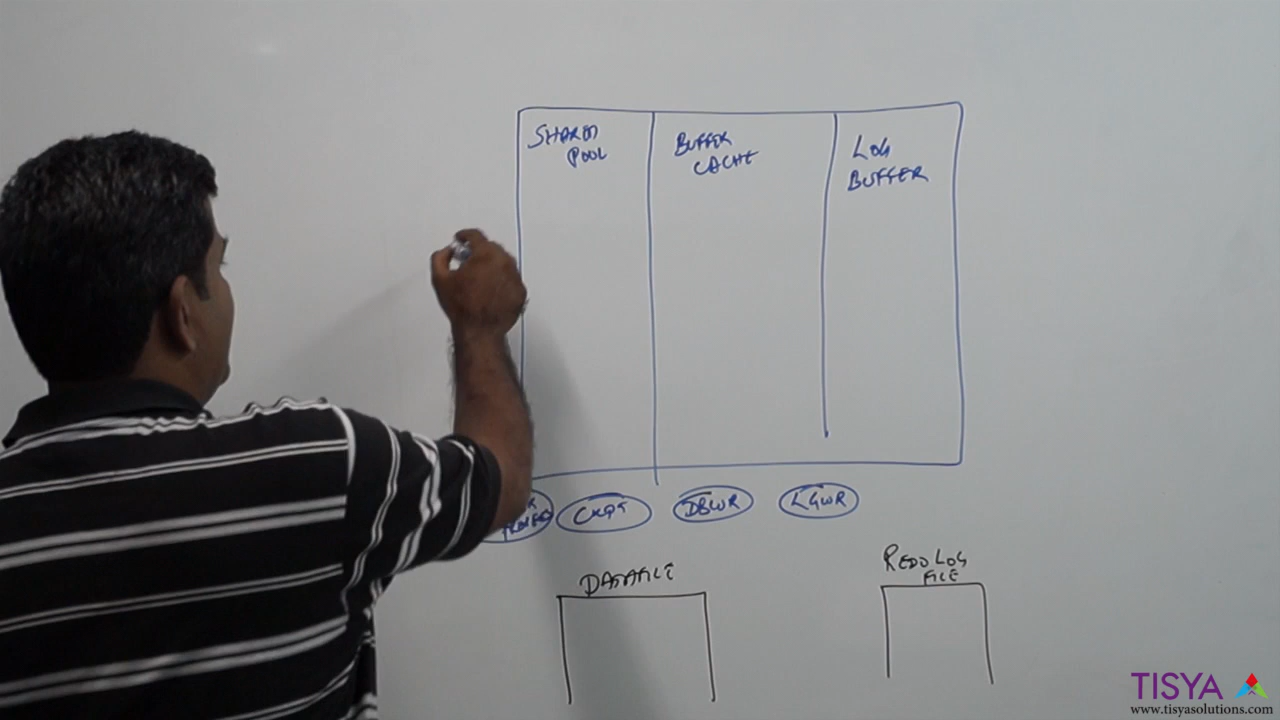 SHARED
POOL
BUFFER
CACHE
LOG
BUFFER
CKPT
DBWR
LGWR
DATAFILE
REDO LOG
FILE
TISYA
www.tisyasolutions.com